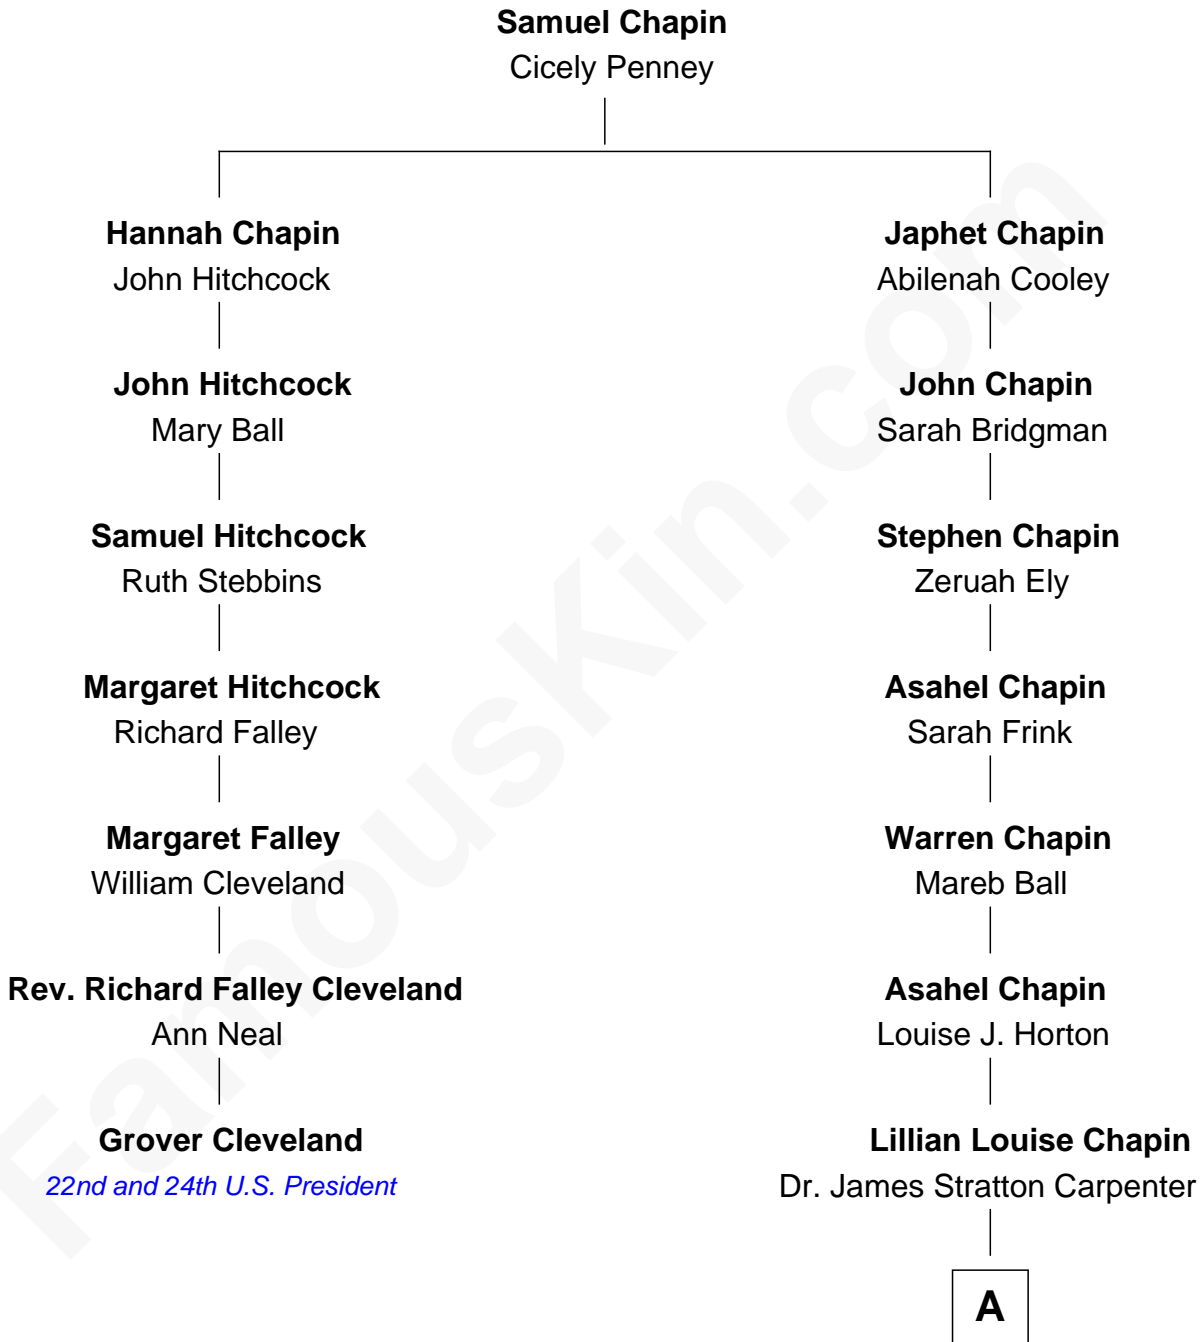 Samuel Chapin
Cicely Penney
Hannah Chapin
John Hitchcock
John Hitchcock
Mary Ball
Samuel Hitchcock
Ruth Stebbins
Margaret Hitchcock
Richard Falley
Margaret Falley
William Cleveland
Rev. Richard Falley Cleveland
Ann Neal
Grover Cleveland
22nd and 24th U.S. President
Japhet Chapin
Abilenah Cooley
John Chapin
Sarah Bridgman
Stephen Chapin
Zeruah Ely
Asahel Chapin
Sarah Frink
Warren Chapin
Mareb Ball
Asahel Chapin
Louise J. Horton
Lillian Louise Chapin
Dr. James Stratton Carpenter
A
FamousKin.com